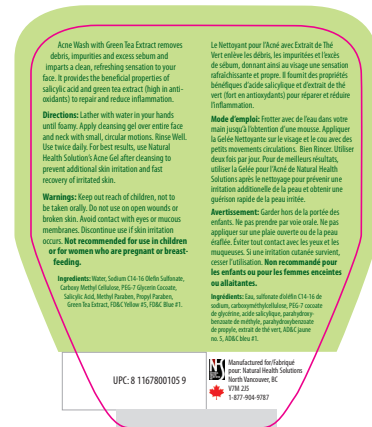 Acne Wash with Green Tea Extract removes
debris, impurities and excess sebum and
imparts a clean, refreshing sensation to your
face. It provides the beneficial properties of
salicylic acid and green tea extract (high in anti-
oxidants) to repair and reduce inflammation.
Directions: Lather with water in your hands
until foamy. Apply cleansing gel over entire face
and neck with small, circular motions. Rinse Well.
Use twice daily. For best results, use Natural
Health Solution's Acne Gel after cleansing to
prevent additional skin irritation and fast
recovery of irritated skin.
Warnings: Keep out reach of children, not to
be taken orally. Do not use on open wounds or
broken skin. Avoid contact with eyes or mucous
membranes. Discontinue use if skin irritation
occurs. Not recommended for use in children
or for women who are pregnant or breast-
feeding.
Ingredients: Water, Sodium C14-16 Olefin Sulfonate,
Carboxy Methyl Cellulose, PEG-7 Glycerin Cocoate,
Salicylic Acid, Methyl Paraben, Propyl Paraben,
Green Tea Extract, FD&C Yellow #5, FD&C Blue #1.
Le Nettoyant pour l'Acné avec Extrait de Thé
Vert enlève les débris, les impuretés et l'excès
de sébum, donnant ainsi au visage une sensation
rafraîchissante et propre. Il fournit des propriétés
bénéfiques d'acide salicylique et d'extrait de thé
vert (fort en antioxydants) pour réparer et réduire
l'inflammation.
Mode d'emploi: Frotter avec de l'eau dans votre
main jusqu'à l'obtention d'une mousse. Appliquer
la Gelée Nettoyante sur le visage et le cou avec des
petits movements circulations. Bien Rincer. Utiliser
deux fois par jour. Pour de meilleurs résultats,
utiliser la Gelée pour l'Acné de Natural Health
Solutions après le nettoyage pour prévenir une
irritation additionelle de la peau et obtenir une
guérison rapide de la peau irritée.
Avertissement: Garder hors de la portée des
enfants. Ne pas prendre par voie orale. Ne pas
appliquer sur une plaie ouverte ou de la peau
éraflée. Éviter tout contact avec les yeux et les
muqueuses. Si une irritation cutanée survient,
cesser l'utilisation. Non recommandé pour
les enfants ou pour les femmes enceintes
ou allaitantes.
Ingrédients: Eau, sulfonate d'oléfin C14-16 de
sodium, carboxyméthylcellulose, PEG-7 cocoate
de glycérine, acide salicylique, parahydroxy-
benzoate-de-méthyle, parahydroxybenzoate
de propyle, extrait de thé vert, AD&C jaune
no. 5, AD&C bleu #1.
UPC: 8 1167800105 9
Manufactured for/Fabriqué
pour: Natural Health Solutions
North Vancouver, BC
V7M 2J5
1-877-904-9787